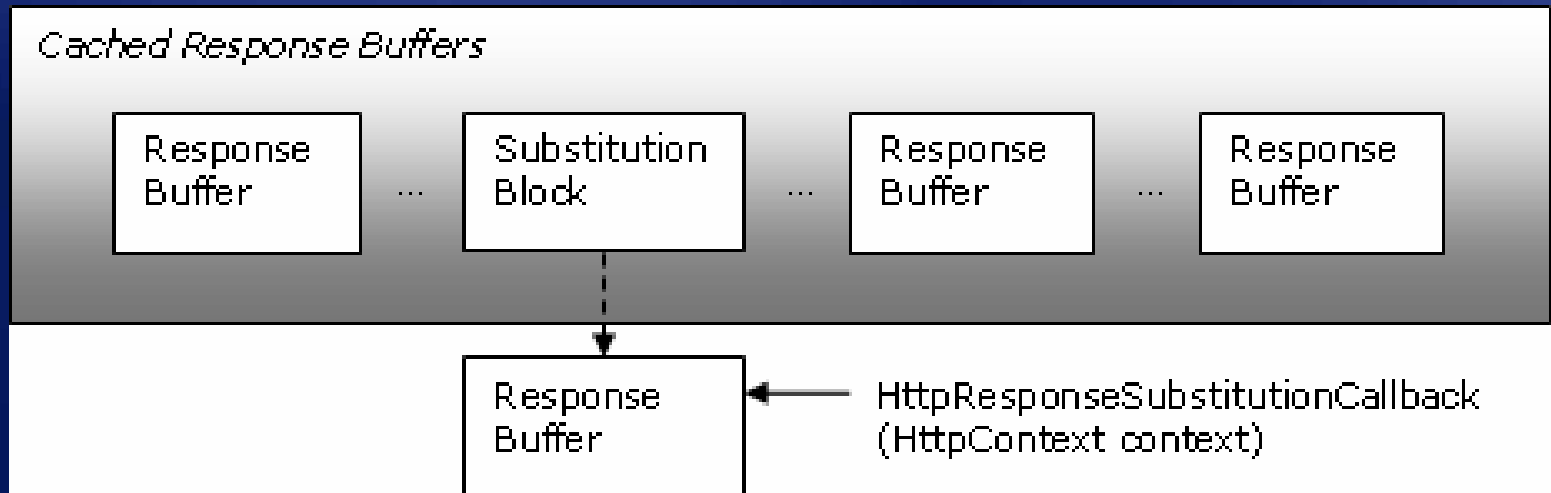 Cached Response Buffers
Response
Buffer
...
Substitution
Block
...
Response
Buffer
...
Response
Buffer
Response
Buffer
HttpResponseSubstitutionCallback
(HttpContext context)